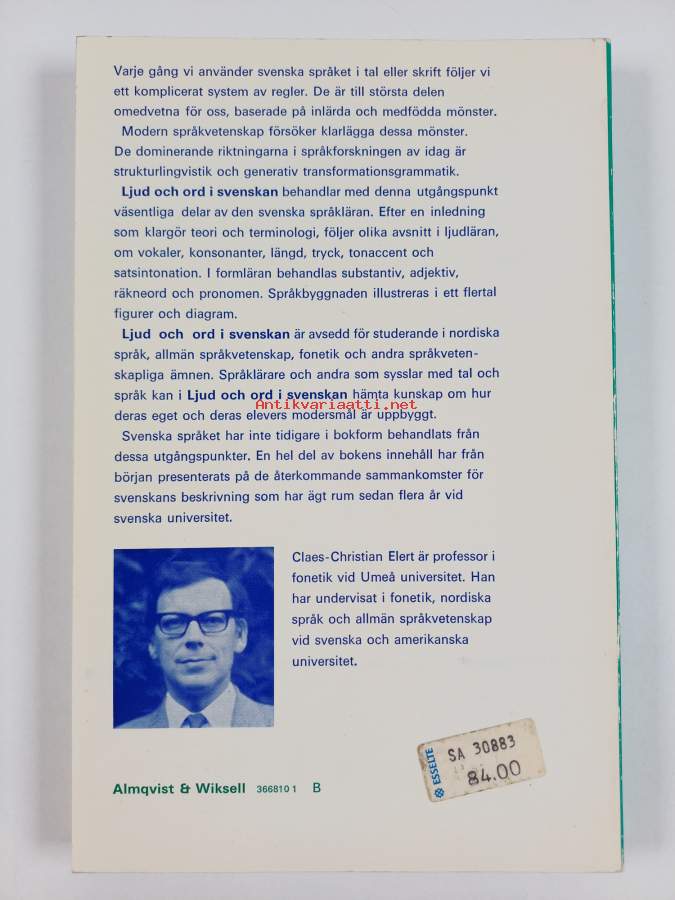 Varje gång vi använder svenska språket i tal eller skrift följer vi
ett komplicerat system av regler. De är till största delen
omedvetna för oss, baserade på inlärda och medfödda mönster.
Modern språkvetenskap försöker klarlägga dessa mönster.
De dominerande riktningarna i språkforskningen av idag är
strukturlingvistik och generativ transformationsgrammatik.
Ljud och ord i svenskan behandlar med denna utgångspunkt
väsentliga delar av den svenska språkläran. Efter en inledning
som klargör teori och terminologi, följer olika avsnitt i ljudläran,
om vokaler, konsonanter, längd, tryck, tonaccent och
satsintonation. I formläran behandlas substantiv, adjektiv,
räkneord och pronomen. Språkbyggnaden illustreras i ett flertal
figurer och diagram.
Ljud och ord i svenskan är avsedd för studerande i nordiska
språk, allmän språkvetenskap, fonetik och andra språkveten-
skapliga ämnen. Språklärare och andra som sysslar med tal och
språk kan i Ljud och ord i svenskan hämta kunskap om hur
Antikvariaatti.net
deras eget och deras elevers modersmål är uppbyggt.
Svenska språket har inte tidigare i bokform behandlats från
dessa utgångspunkter. En hel del av bokens innehåll har från
början presenterats på de återkommande sammankomster för
svenskans beskrivning som har ägt rum sedan flera år vid
svenska universitet.
Claes-Christian Elert är professor i
fonetik vid Umeå universitet. Han
har undervisat i fonetik, nordiska
språk och allmän språkvetenskap
vid svenska och amerikanska
universitet.
ESSELTE
SA 30883
84.00
Almqvist & Wiksell 366810 1 B